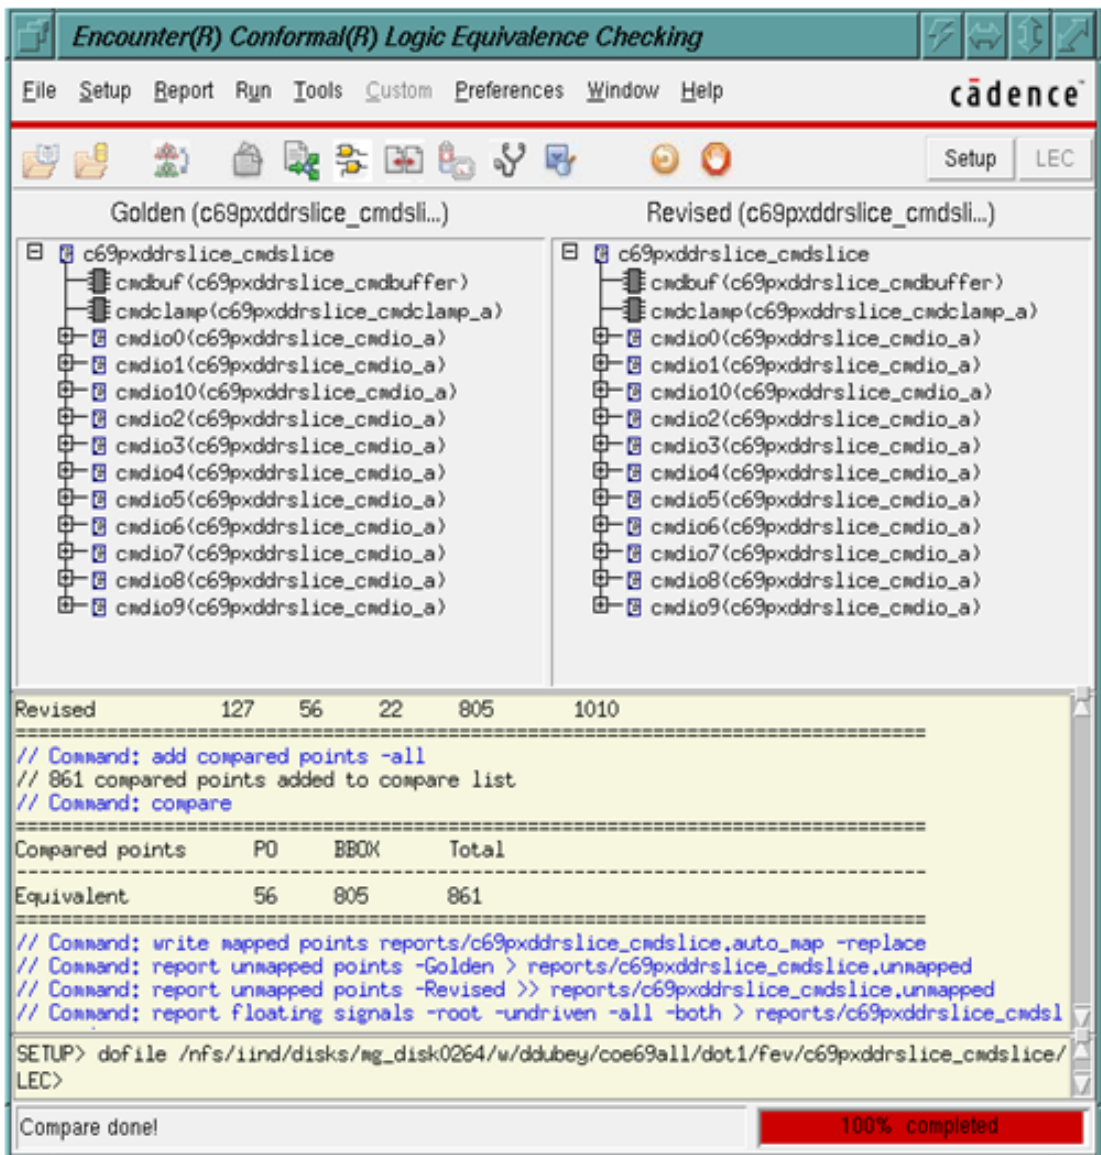 Encounter(R) Conformal(R) Logic Equivalence Checking
File Setup Report Run Tools Custom Preferences Window Help cādence™
Setup LEC
Golden (c69pxddrslice_cmdsli...) Revised (c69pxddrslice_cmdsli...)
c69pxddrslice_cmdslice c69pxddrslice_cmdslice
cmdbuf(c69pxddrslice_cmdbuffer) cmdbuf(c69pxddrslice_cmdbuffer)
cmdclamp(c69pxddrslice_cmdclamp_a) cmdclamp(c69pxddrslice_cmdclamp_a)
cmdio0(c69pxddrslice_cmdio_a) cmdio0(c69pxddrslice_cmdio_a)
cmdio1(c69pxddrslice_cmdio_a) cmdio1(c69pxddrslice_cmdio_a)
cmdio10(c69pxddrslice_cmdio_a) cmdio10(c69pxddrslice_cmdio_a)
cmdio2(c69pxddrslice_cmdio_a) cmdio2(c69pxddrslice_cmdio_a)
cmdio3(c69pxddrslice_cmdio_a) cmdio3(c69pxddrslice_cmdio_a)
cmdio4(c69pxddrslice_cmdio_a) cmdio4(c69pxddrslice_cmdio_a)
cmdio5(c69pxddrslice_cmdio_a) cmdio5(c69pxddrslice_cmdio_a)
cmdio6(c69pxddrslice_cmdio_a) cmdio6(c69pxddrslice_cmdio_a)
cmdio7(c69pxddrslice_cmdio_a) cmdio7(c69pxddrslice_cmdio_a)
cmdio8(c69pxddrslice_cmdio_a) cmdio8(c69pxddrslice_cmdio_a)
cmdio9(c69pxddrslice_cmdio_a) cmdio9(c69pxddrslice_cmdio_a)
Revised 127 56 22 805 1010
================================================================================
// Command: add compared points -all
// 861 compared points added to compare list
// Command: compare
================================================================================
Compared points PO BBOX Total
--------------------------------------------------------------------------------
Equivalent 56 805 861
================================================================================
// Command: write mapped points reports/c69pxddrslice_cmdslice.auto_map -replace
// Command: report unmapped points -Golden > reports/c69pxddrslice_cmdslice.unmapped
// Command: report unmapped points -Revised >> reports/c69pxddrslice_cmdslice.unmapped
// Command: report floating signals -root -undriven -all -both > reports/c69pxddrslice_cmdsl
SETUP> dofile /nfs/iind/disks/mg_disk0264/w/ddubey/coe69all/dot1/fev/c69pxddrslice_cmdslice/
LEC>
Compare done! 100% completed